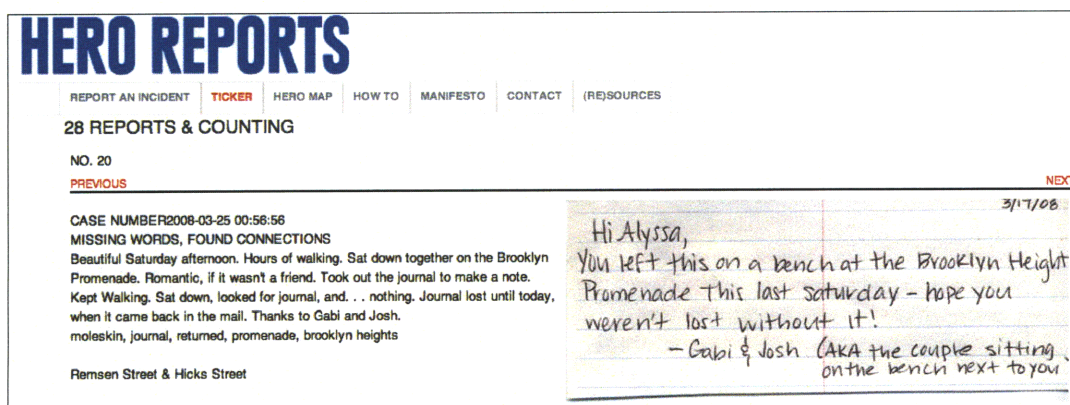 HERO REPORTS
REPORT AN INCIDENT TICKER HERO MAP HOW TO MANIFESTO CONTACT (RE)SOURCES
28 REPORTS & COUNTING
NO. 20
PREVIOUS NEXT
CASE NUMBER2008-03-25 00:56:56
MISSING WORDS, FOUND CONNECTIONS
Beautiful Saturday afternoon. Hours of walking. Sat down together on the Brooklyn
Promenade. Romantic, if it wasn't a friend. Took out the journal to make a note.
Kept Walking. Sat down, looked for journal, and. . . nothing. Journal lost until today,
when it came back in the mail. Thanks to Gabi and Josh.
moleskin, journal, returned, promenade, brooklyn heights
Remsen Street & Hicks Street
3/17/08
Hi Alyssa,
You left this on a bench at the Brooklyn Height
Promenade this last saturday - hope you
weren't lost without it!
- Gabi & Josh (AKA the couple sitting
on the bench next to you